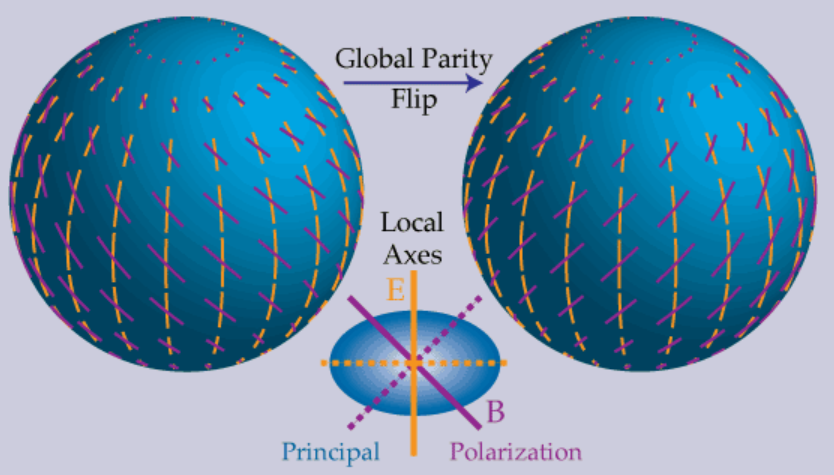 Global Parity
Flip
Local
Axes
E
B
Principal
Polarization